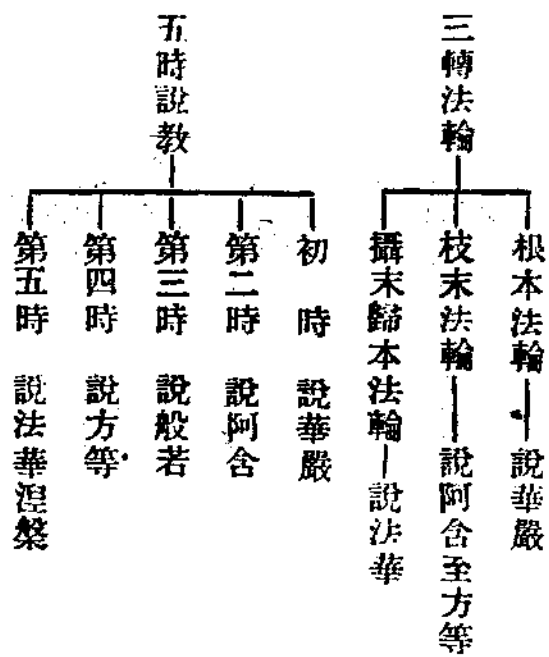 三轉法輪
根本法輪 說華嚴
枝末法輪 說阿含至方等
攝末歸本法輪 說法華
五時說教
初時 說華嚴
第二時 說阿含
第三時 說般若
第四時 說方等
第五時 說法華涅槃